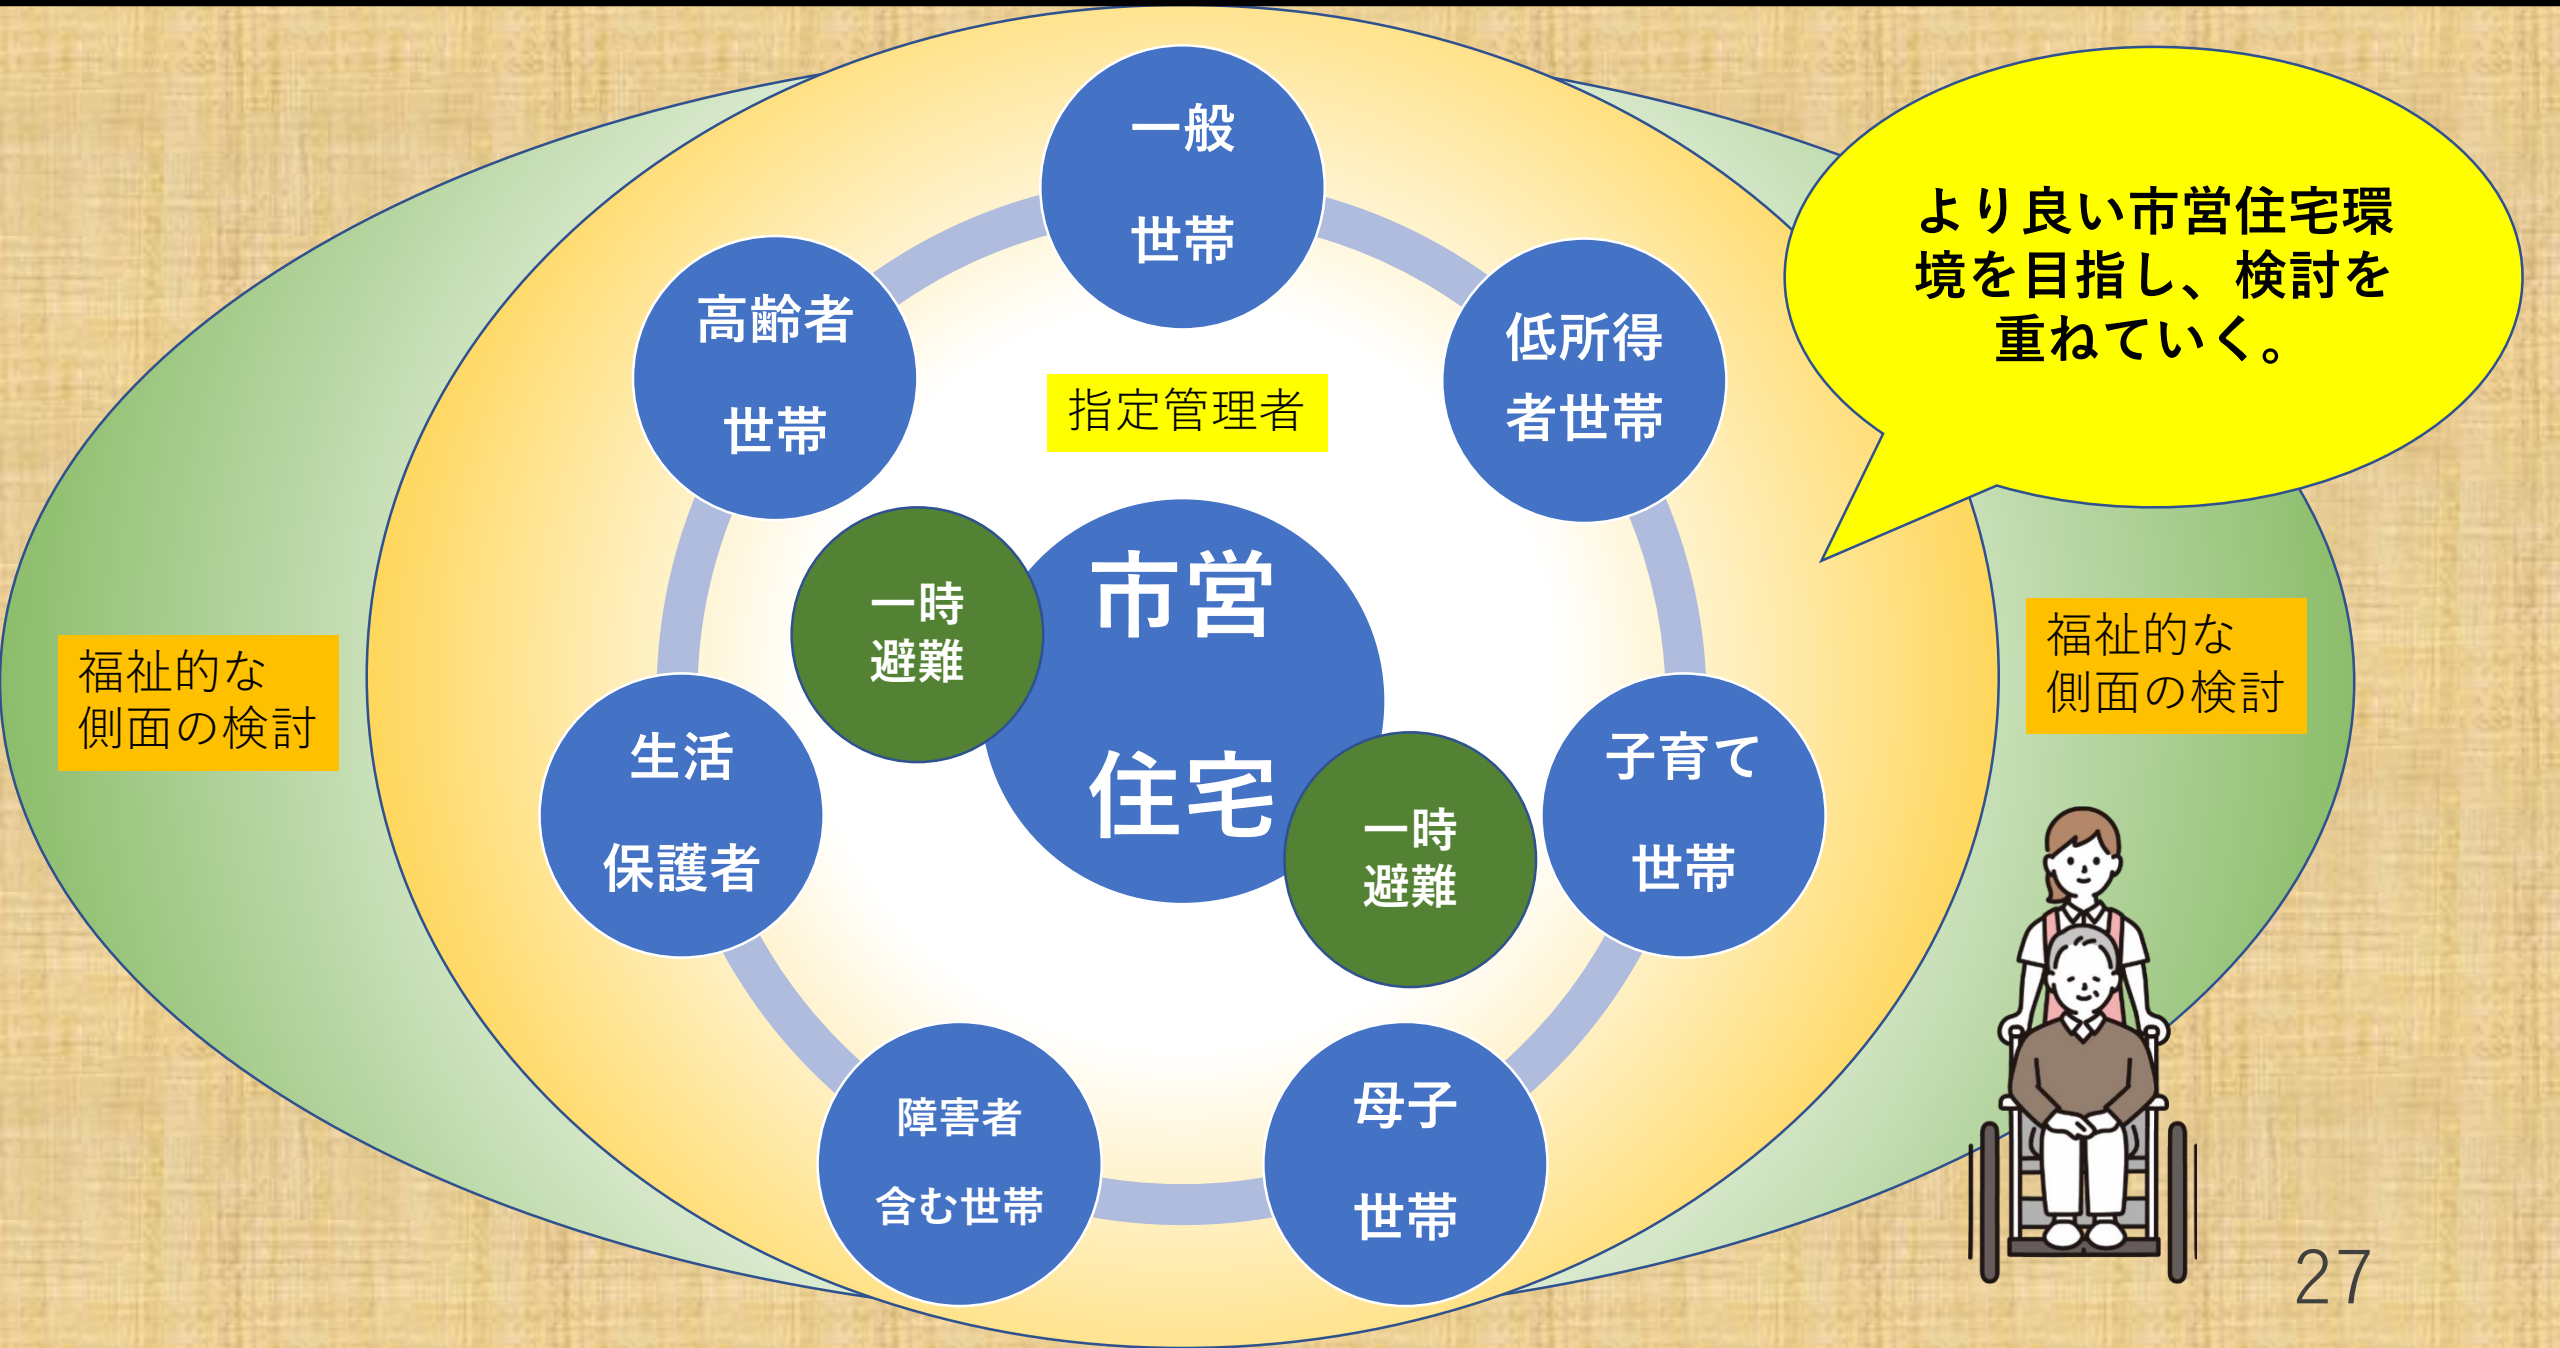 一般
世帯
より良い市営住宅環
境を目指し、検討を
重ねていく。
高齢者
世帯
低所得
者世帯
指定管理者
市営
住宅
一時
避難
一時
避難
福祉的な
側面の検討
福祉的な
側面の検討
生活
保護者
子育て
世帯
障害者
含む世帯
母子
世帯
27